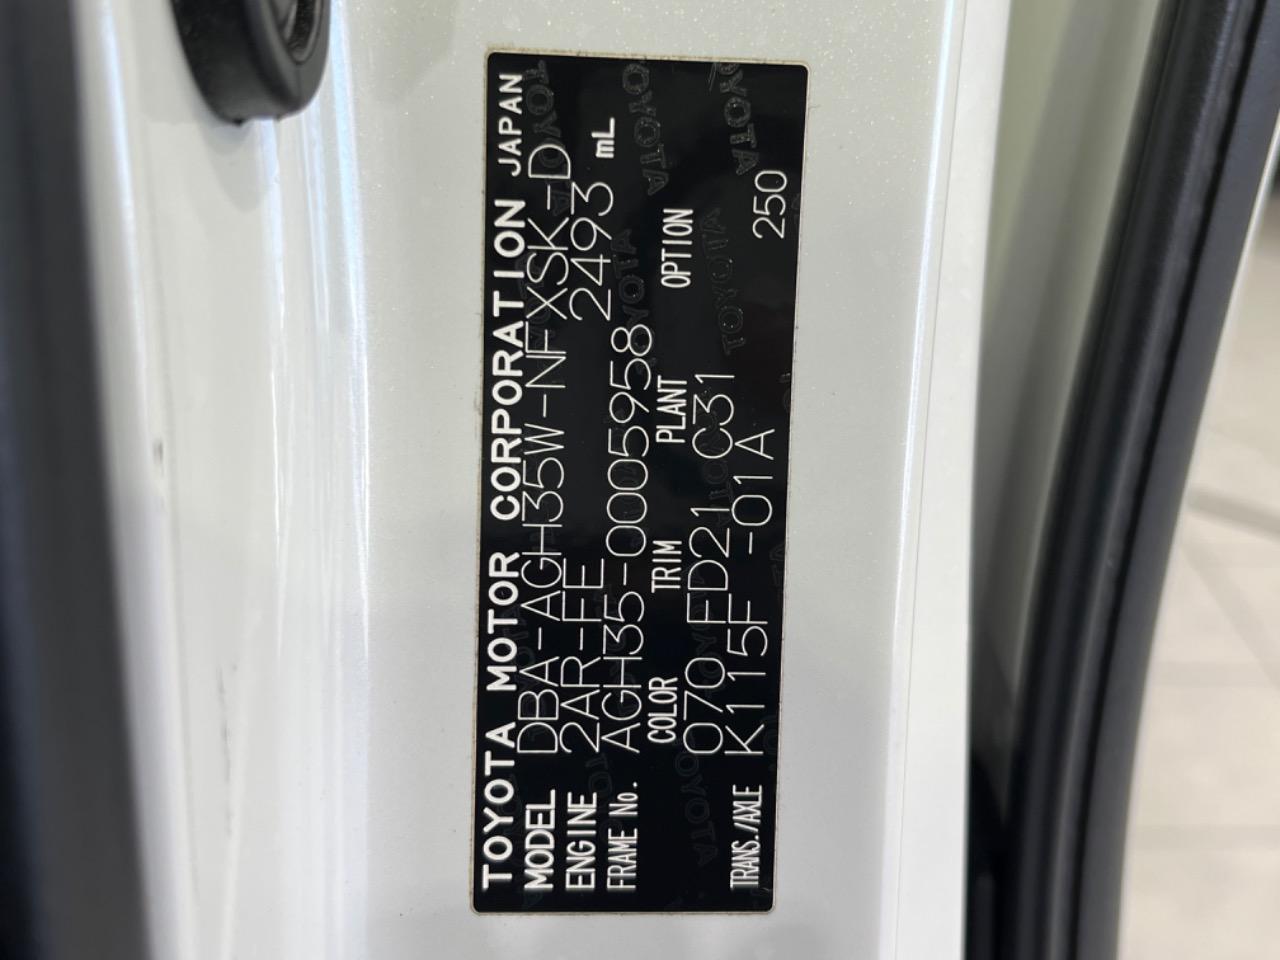 TOYOTA MOTOR CORPORATION JAPAN
MODEL DBA-AGH35W-NFXSK-D
ENGINE 2AR-FE 2493 mL
FRAME No. AGH35-0005958
COLOR TRIM PLANT OPTION
070 FD21 C31
TRANS./AXLE K115F -01A 250